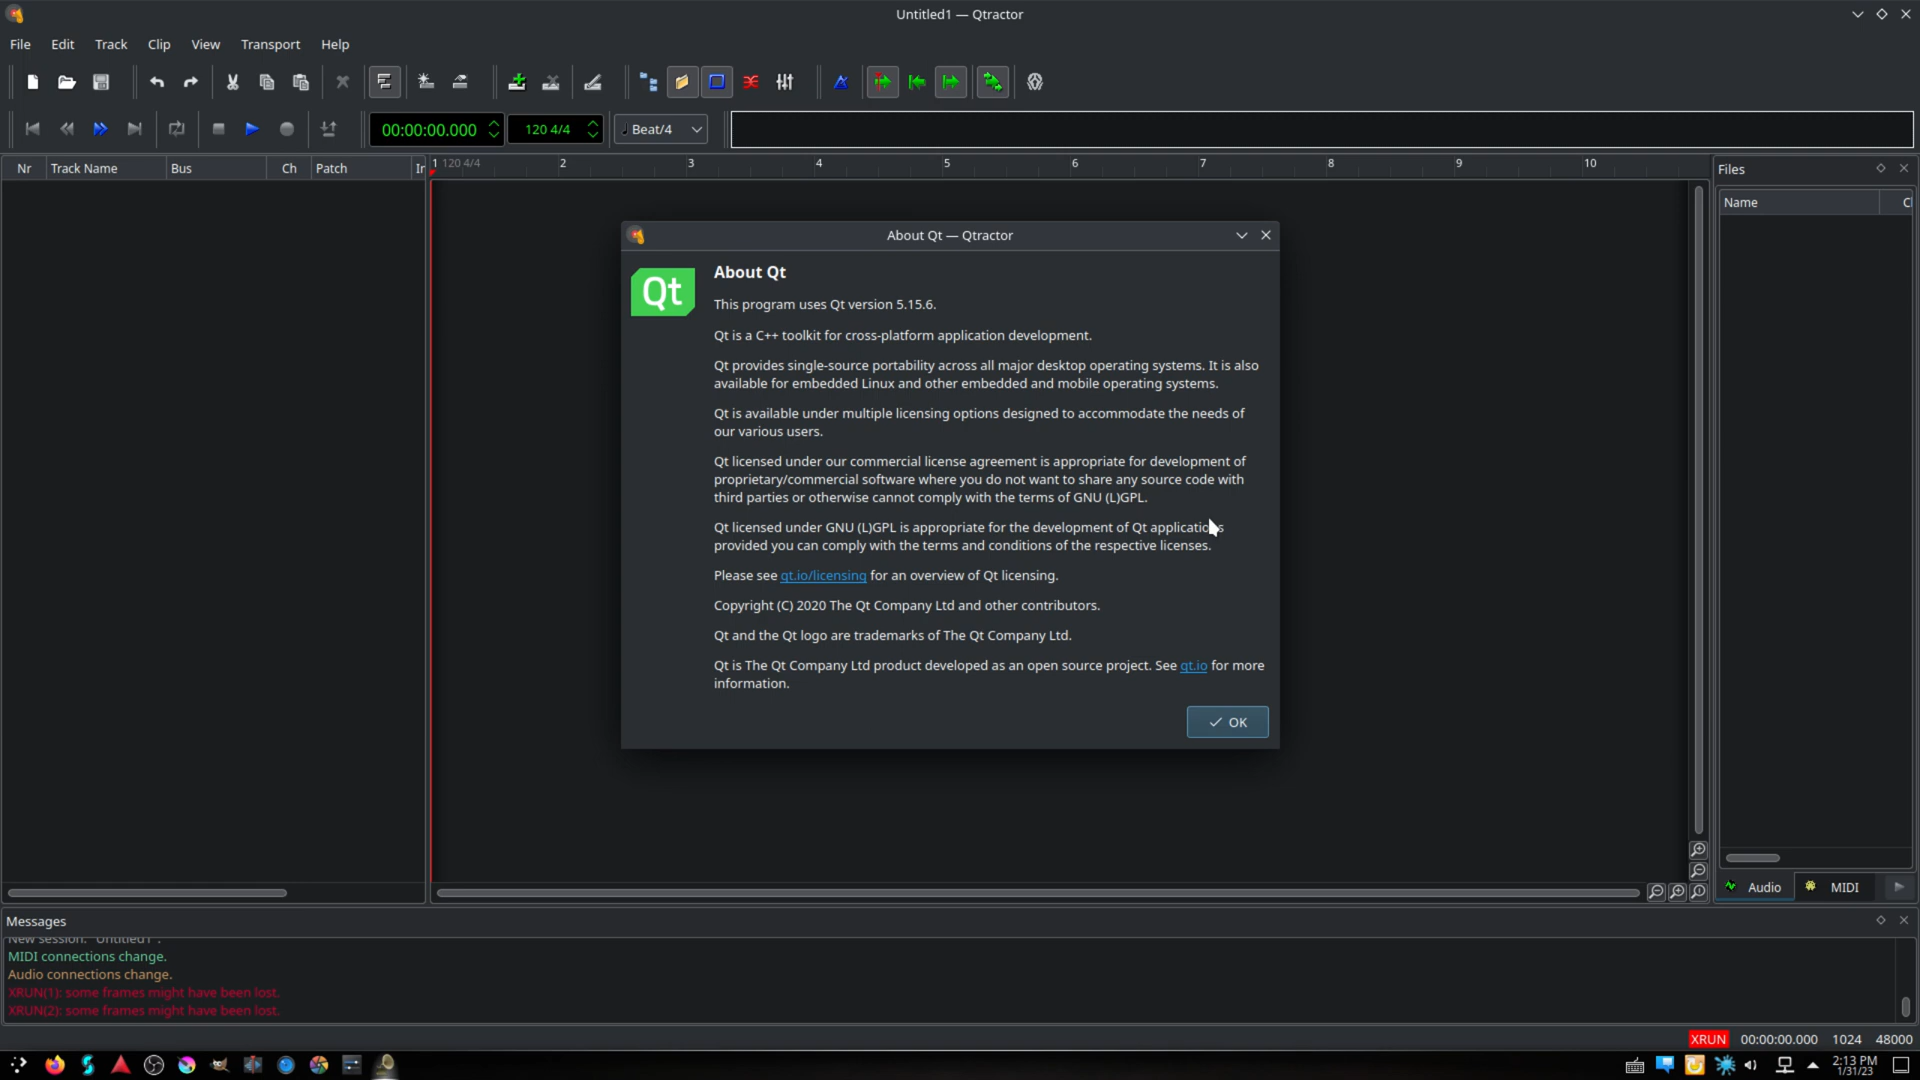 Untitled1 — Qtractor
File Edit Track Clip View Transport Help
00:00:00.000 120 4/4 Beat/4
Nr Track Name Bus Ch Patch In
1 120 4/4 2 3 4 5 6 7 8 9 10
Files
Name
About Qt — Qtractor
Qt
About Qt
This program uses Qt version 5.15.6.
Qt is a C++ toolkit for cross-platform application development.
Qt provides single-source portability across all major desktop operating systems. It is also
available for embedded Linux and other embedded and mobile operating systems.
Qt is available under multiple licensing options designed to accommodate the needs of
our various users.
Qt licensed under our commercial license agreement is appropriate for development of
proprietary/commercial software where you do not want to share any source code with
third parties or otherwise cannot comply with the terms of GNU (L)GPL.
Qt licensed under GNU (L)GPL is appropriate for the development of Qt applications
provided you can comply with the terms and conditions of the respective licenses.
Please see qt.io/licensing for an overview of Qt licensing.
Copyright (C) 2020 The Qt Company Ltd and other contributors.
Qt and the Qt logo are trademarks of The Qt Company Ltd.
Qt is The Qt Company Ltd product developed as an open source project. See qt.io for more
information.
OK
Audio MIDI
Messages
New session: "Untitled1".
MIDI connections change.
Audio connections change.
XRUN(1): some frames might have been lost.
XRUN(2): some frames might have been lost.
XRUN 00:00:00.000 1024 48000
2:13 PM
1/31/23